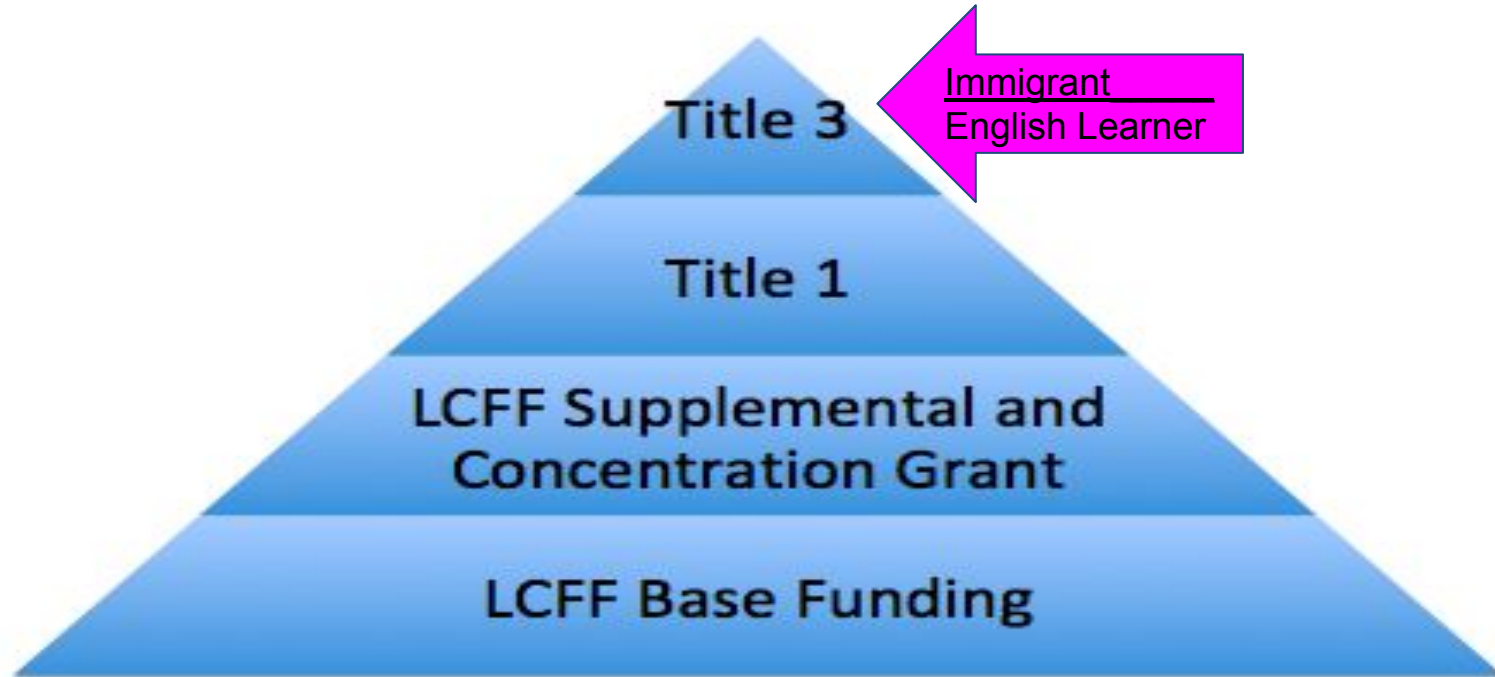 Title 3
Immigrant
English Learner
Title 1
LCFF Supplemental and
Concentration Grant
LCFF Base Funding